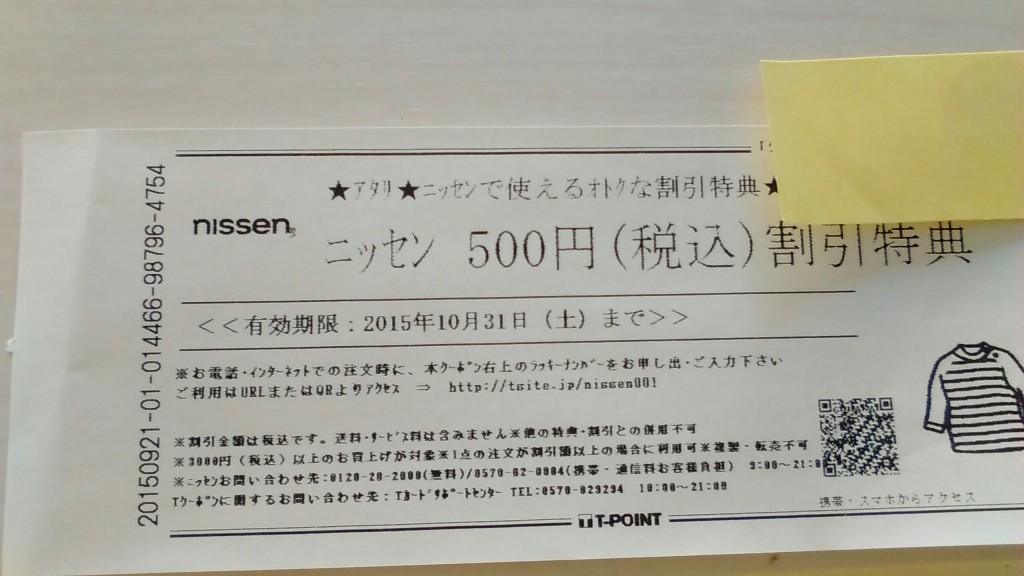 20150921-01-014466-98796-4754
★アタリ★ニッセンで使えるオトクな割引特典★
nissen
ニッセン 500円(税込)割引特典
<<有効期限:2015年10月31日(土)まで>>
※お電話・インターネットでの注文時に、本クーポン右上のラッキーナンバーをお申し出・ご入力下さい
ご利用はURLまたはQRよりアクセス ⇒ http://tsite.jp/nissen001
※割引金額は税込です。送料・サービス料は含みません※他の特典・割引との併用不可
※3000円(税込)以上のお買上げが対象※1点の注文が割引額以上の場合に利用可※複製・転売不可
※ニッセンお問い合わせ先:0120-20-2000(無料)/0570-02-0004(携帯・通信料お客様負担) 9:00~21:00
Tクーポンに関するお問い合わせ先:Tカードサポートセンター TEL:0570-029294 10:00~21:00
携帯・スマホからアクセス
T-POINT